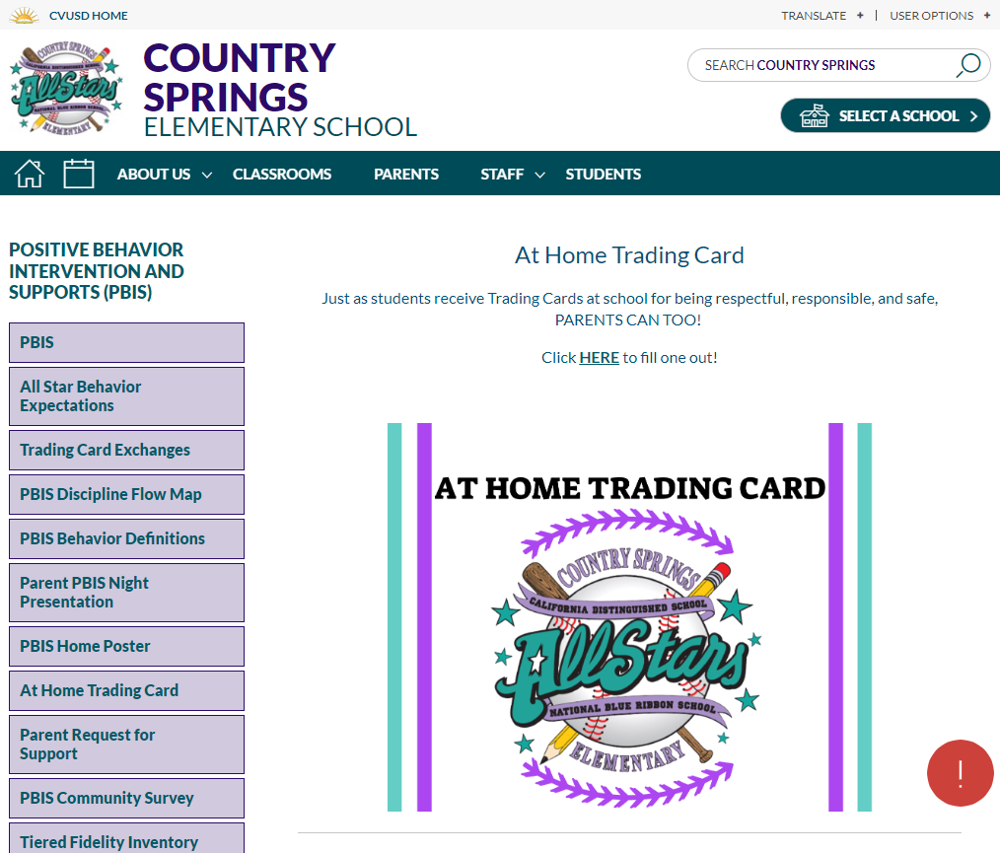 CVUSD HOME
TRANSLATE +
USER OPTIONS +
COUNTRY SPRINGS
AllStars
NATIONAL BLUE RIBBON SCHOOL
ELEMENTARY
COUNTRY
SPRINGS
ELEMENTARY SCHOOL
SEARCH COUNTRY SPRINGS
SELECT A SCHOOL
ABOUT US
CLASSROOMS
PARENTS
STAFF
STUDENTS
POSITIVE BEHAVIOR
INTERVENTION AND
SUPPORTS (PBIS)
PBIS
All Star Behavior
Expectations
Trading Card Exchanges
PBIS Discipline Flow Map
PBIS Behavior Definitions
Parent PBIS Night
Presentation
PBIS Home Poster
At Home Trading Card
Parent Request for
Support
PBIS Community Survey
Tiered Fidelity Inventory
At Home Trading Card
Just as students receive Trading Cards at school for being respectful, responsible, and safe,
PARENTS CAN TOO!
Click HERE to fill one out!
AT HOME TRADING CARD
COUNTRY SPRINGS
CALIFORNIA DISTINGUISHED SCHOOL
AllStars
NATIONAL BLUE RIBBON SCHOOL
ELEMENTARY
!